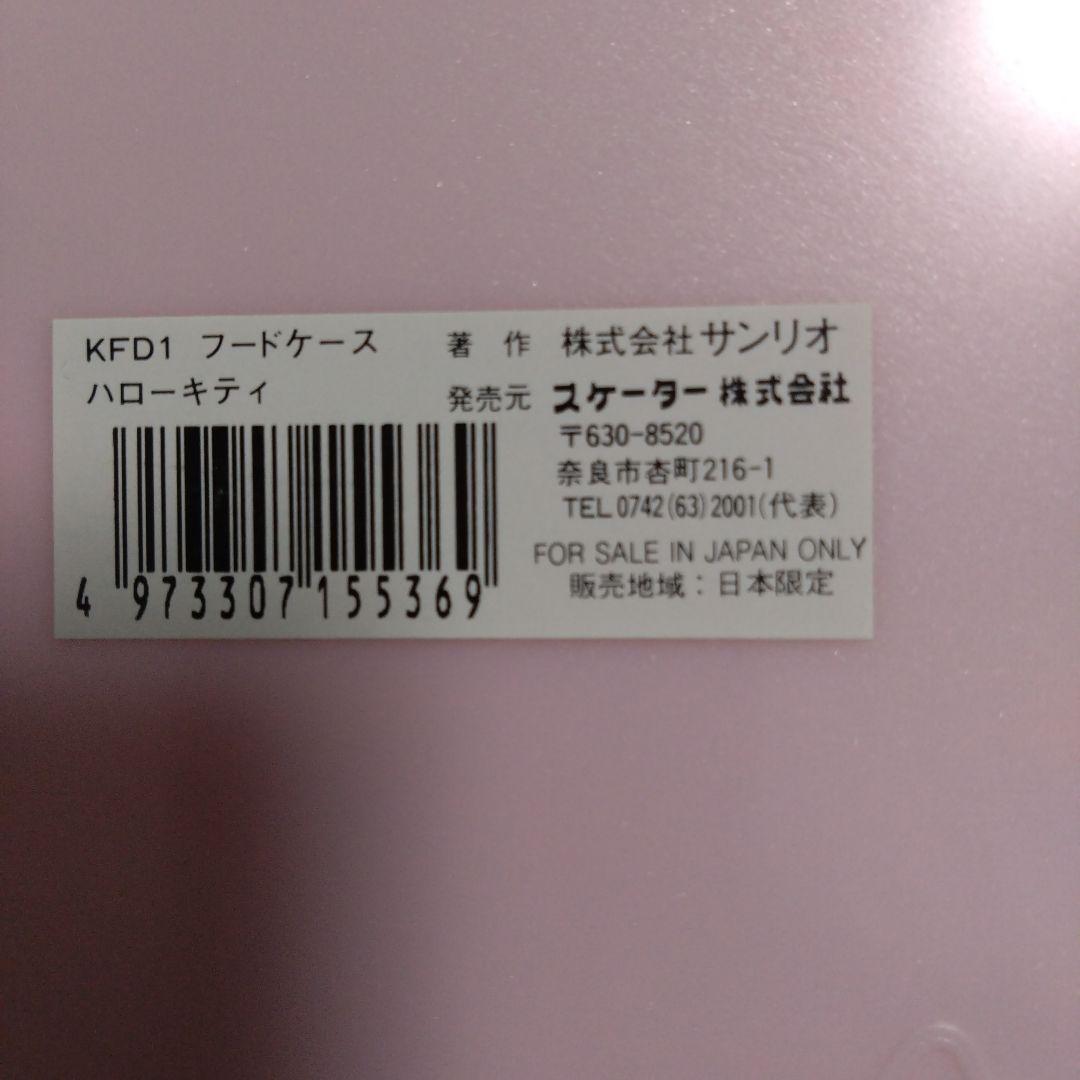 KFD1 フードケース
ハローキティ
4 973307 155369
著作 株式会社サンリオ
発売元 スケーター株式会社
〒630-8520
奈良市杏町216-1
TEL 0742(63)2001(代表)
FOR SALE IN JAPAN ONLY
販売地域：日本限定